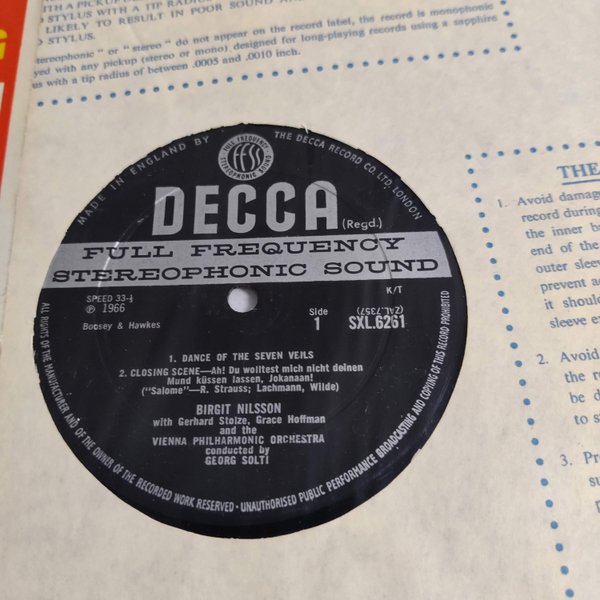 TH A PICKUP
STYLUS WITH A TIP RADIUS
LIKELY TO RESULT IN POOR SOUND AN
STYLUS.
tereophonic " or " stereo " do not appear on the record label, the record is monophonic
yed with any pickup (stereo or mono) designed for long-playing records using a sapphire
us with a tip radius of between .0005 and .0010 inch.
MADE IN ENGLAND BY
THE DECCA RECORD CO. LTD. LONDON.
FULL FREQUENCY
STEREOPHONIC SOUND
FFSS
DECCA (Regd.)
FULL FREQUENCY
STEREOPHONIC SOUND
K/T
SPEED 33⅓
℗ 1966
Boosey & Hawkes
Side
1
(ZAL.7357)
SXL.6261
1. DANCE OF THE SEVEN VEILS
2. CLOSING SCENE—Ah! Du wolltest mich nicht deinen
Mund küssen lassen, Jokanaan!
("Salome"—R. Strauss; Lachmann, Wilde)
BIRGIT NILSSON
with Gerhard Stolze, Grace Hoffman
and the
VIENNA PHILHARMONIC ORCHESTRA
conducted by
GEORG SOLTI
ALL RIGHTS OF THE MANUFACTURER AND OF THE OWNER OF THE RECORDED WORK RESERVED · UNAUTHORISED PUBLIC PERFORMANCE BROADCASTING AND COPYING OF THIS RECORD PROHIBITED
THE
1. Avoid damag
record during
the inner b
end of the
outer slee
prevent a
it shoul
sleeve e
2. Avoid
the r
be d
to s
3. Pr
su